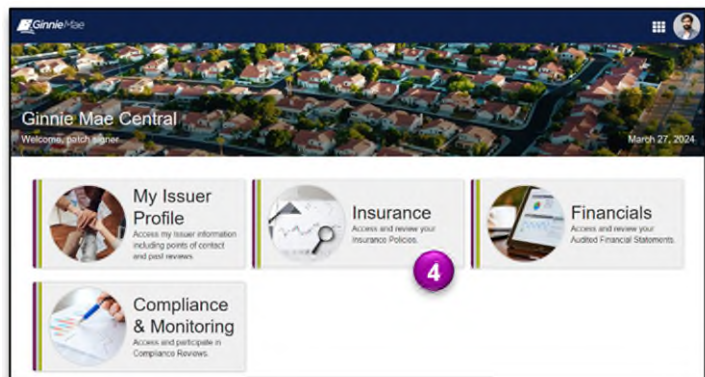 GinnieMae
Ginnie Mae Central
Welcome, patch signer
March 27, 2024
My Issuer
Profile
Access my issuer information
including points of contact
and past reviews.
Insurance
Access and review your
Insurance Policies.
4
Financials
Access and review your
Audited Financial Statements.
Compliance
& Monitoring
Access and participate in
Compliance Reviews.